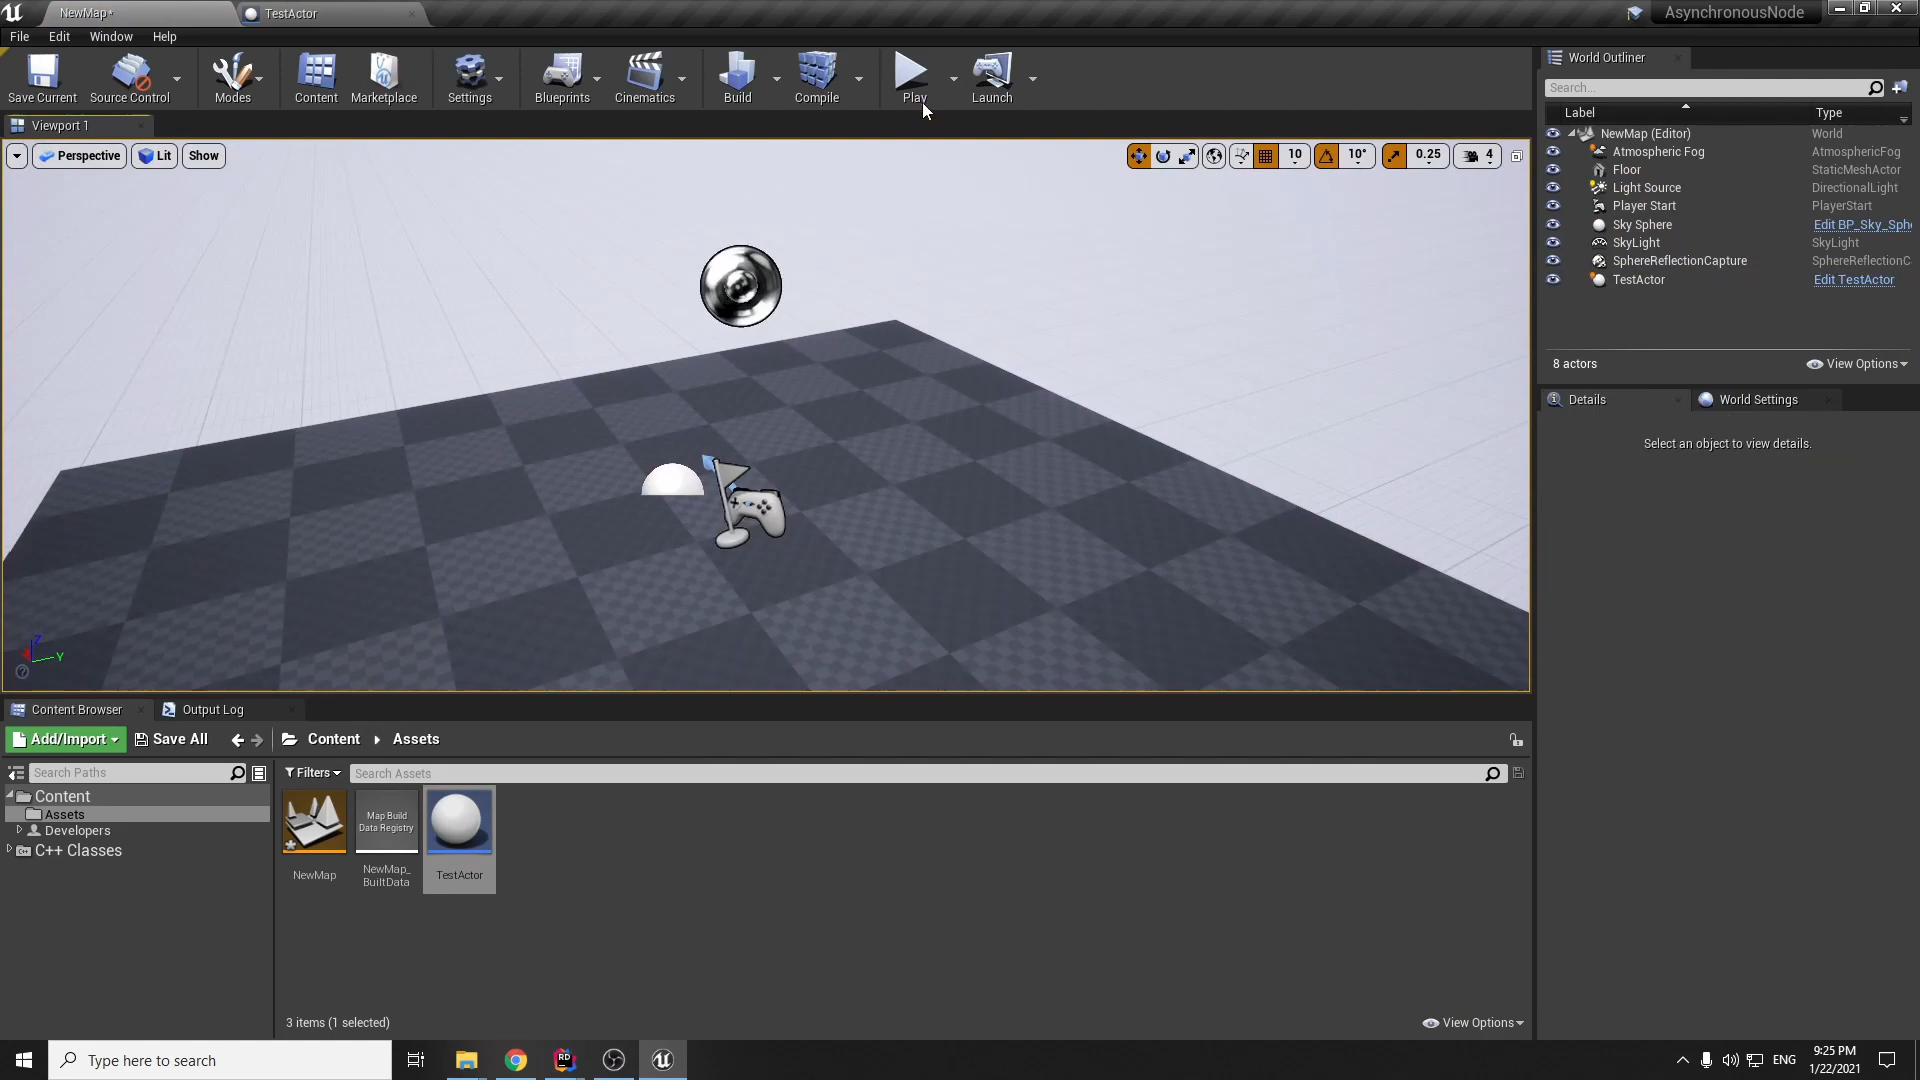 NewMap*
TestActor
AsynchronousNode
File Edit Window Help
Save Current
Source Control
Modes
Content
Marketplace
Settings
Blueprints
Cinematics
Build
Compile
Play
Launch
World Outliner
Search...
Label Type
NewMap (Editor) World
Atmospheric Fog AtmosphericFog
Floor StaticMeshActor
Light Source DirectionalLight
Player Start PlayerStart
Sky Sphere Edit BP_Sky_Sph
SkyLight SkyLight
SphereReflectionCapture SphereReflectionC
TestActor Edit TestActor
8 actors
View Options
Viewport 1
Perspective Lit Show
10 10° 0.25 4
Z
Y
Details
World Settings
Select an object to view details.
Content Browser
Output Log
Add/Import Save All Content Assets
Search Paths
Filters
Search Assets
Content
Assets
Developers
C++ Classes
Map Build
Data Registry
NewMap
NewMap_
BuiltData
TestActor
3 items (1 selected)
View Options
Type here to search
RD
ENG
9:25 PM
1/22/2021